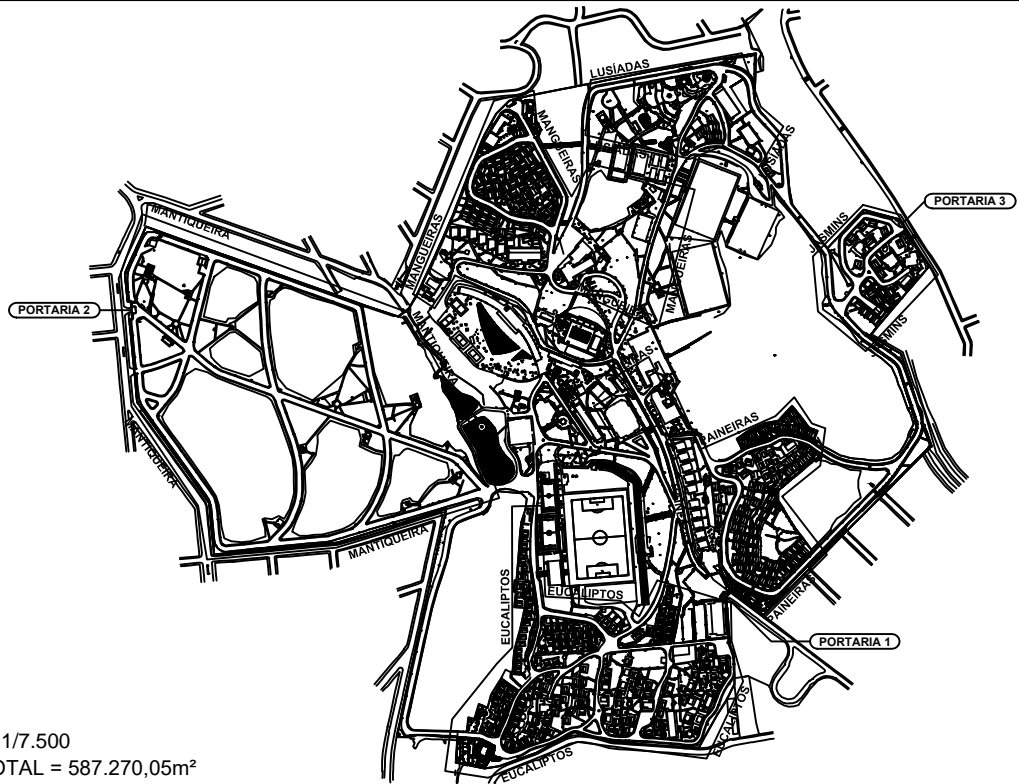 LUSÍADAS
MANGUEIRAS
LUSÍADAS
PORTARIA 3
MANTIQUEIRA
JASMINS
MANGUEIRAS
MANGUEIRAS
PORTARIA 2
MANTIQUEIRA
JASMINS
PAINEIRAS
MANTIQUEIRA
MANTIQUEIRA
EUCALIPTOS
EUCALIPTOS
PAINEIRAS
PORTARIA 1
EUCALIPTOS
EUCALIPTOS
1/7.500
OTAL = 587.270,05m²